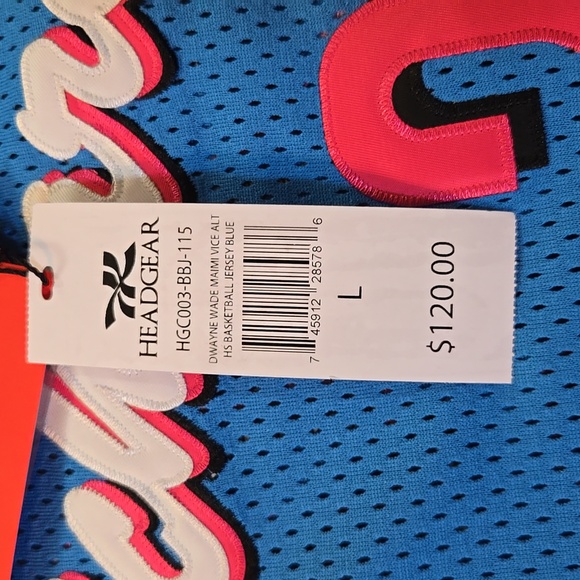 HEADGEAR
HGC003-BBJ-115
DWAYNE WADE MAIMI VICE ALT
HS BASKETBALL JERSEY BLUE
7 45912 28578 6
L
$120.00